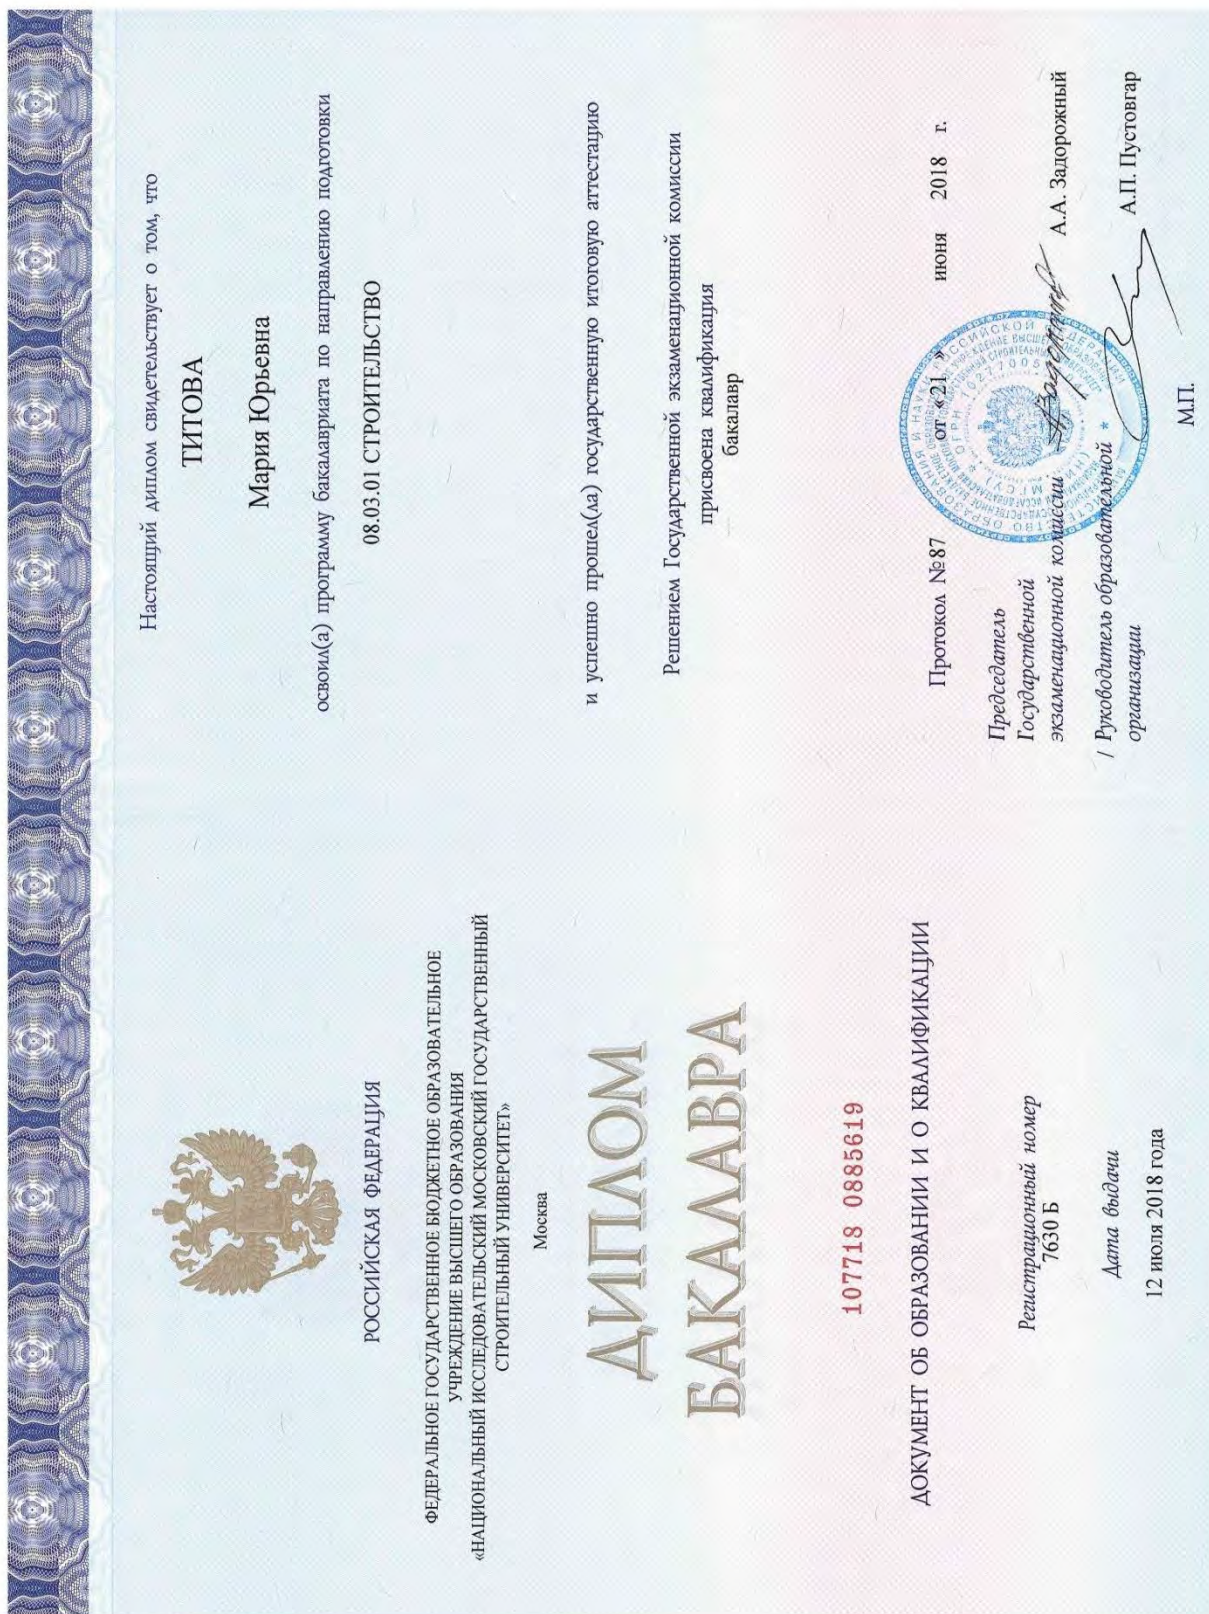 РОССИЙСКАЯ ФЕДЕРАЦИЯ
ФЕДЕРАЛЬНОЕ ГОСУДАРСТВЕННОЕ БЮДЖЕТНОЕ ОБРАЗОВАТЕЛЬНОЕ
УЧРЕЖДЕНИЕ ВЫСШЕГО ОБРАЗОВАНИЯ
«НАЦИОНАЛЬНЫЙ ИССЛЕДОВАТЕЛЬСКИЙ МОСКОВСКИЙ ГОСУДАРСТВЕННЫЙ
СТРОИТЕЛЬНЫЙ УНИВЕРСИТЕТ»
Москва
ДИПЛОМ
БАКАЛАВРА
107718 0885619
ДОКУМЕНТ ОБ ОБРАЗОВАНИИ И О КВАЛИФИКАЦИИ
Регистрационный номер
7630 Б
Дата выдачи
12 июля 2018 года
Настоящий диплом свидетельствует о том, что
ТИТОВА
Мария Юрьевна
освоил(а) программу бакалавриата по направлению подготовки
08.03.01 СТРОИТЕЛЬСТВО
и успешно прошел(ла) государственную итоговую аттестацию
Решением Государственной экзаменационной комиссии
присвоена квалификация
бакалавр
Протокол №87 от «21 » июня 2018 г.
Председатель
Государственной
экзаменационной комиссии А.А. Задорожный
/ Руководитель образовательной
организации А.П. Пустовгар
М.П.